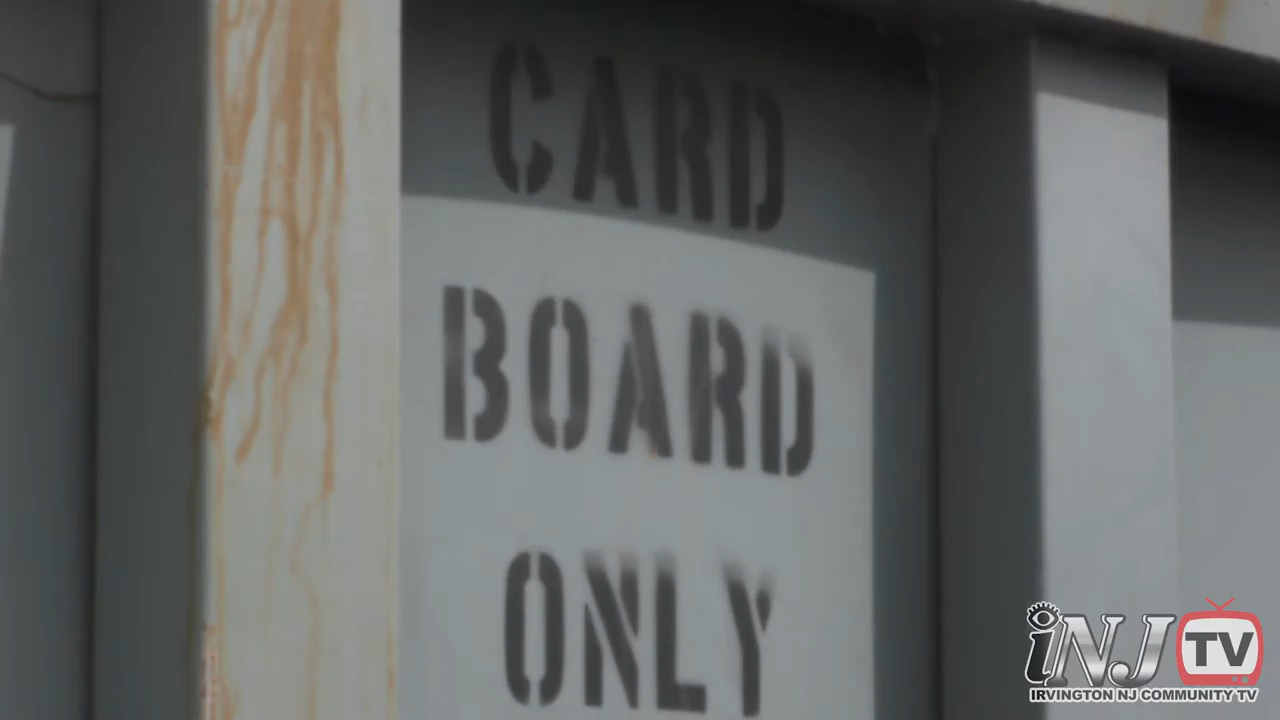 CARD
BOARD
ONLY
iNJ TV
IRVINGTON NJ COMMUNITY TV